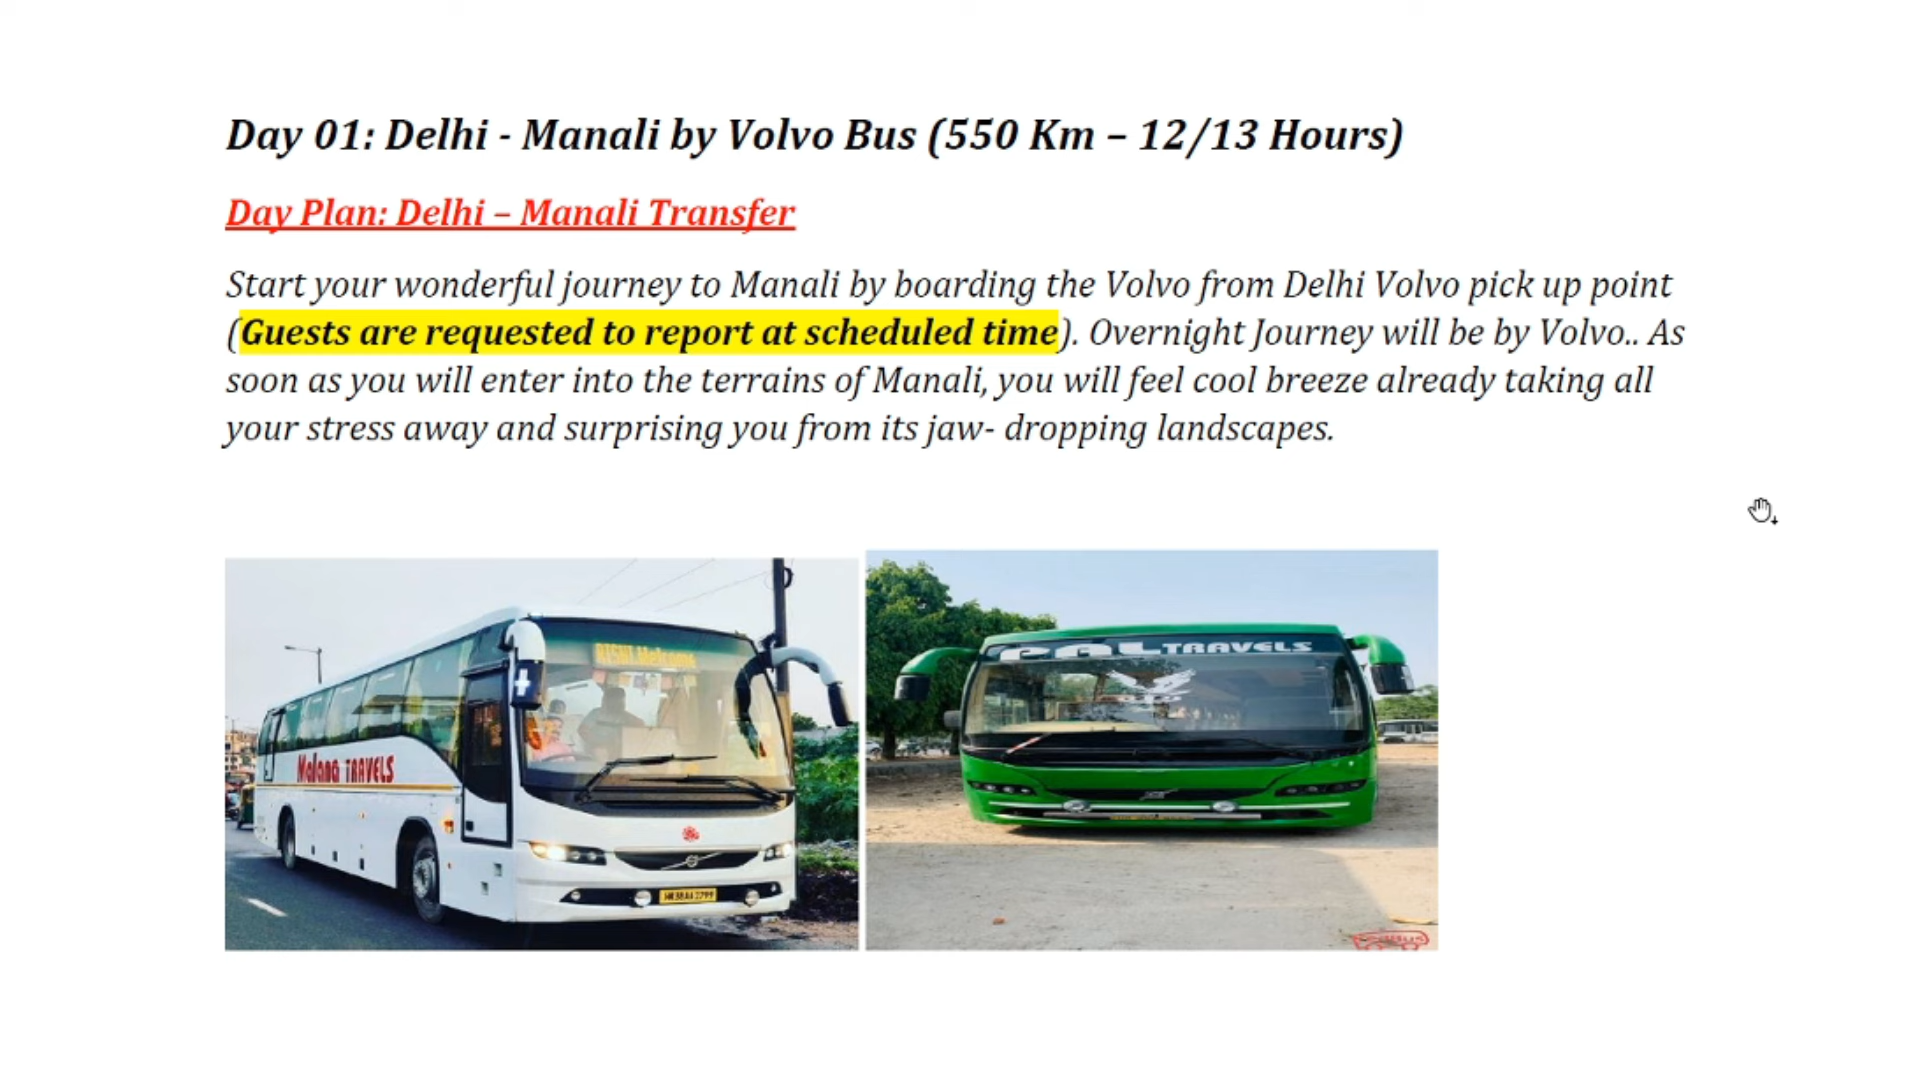 Day 01: Delhi - Manali by Volvo Bus (550 Km – 12/13 Hours)
Day Plan: Delhi – Manali Transfer
Start your wonderful journey to Manali by boarding the Volvo from Delhi Volvo pick up point
(Guests are requested to report at scheduled time). Overnight Journey will be by Volvo.. As
soon as you will enter into the terrains of Manali, you will feel cool breeze already taking all
your stress away and surprising you from its jaw- dropping landscapes.
Welcome
Malana TRAVELS
PAL TRAVELS